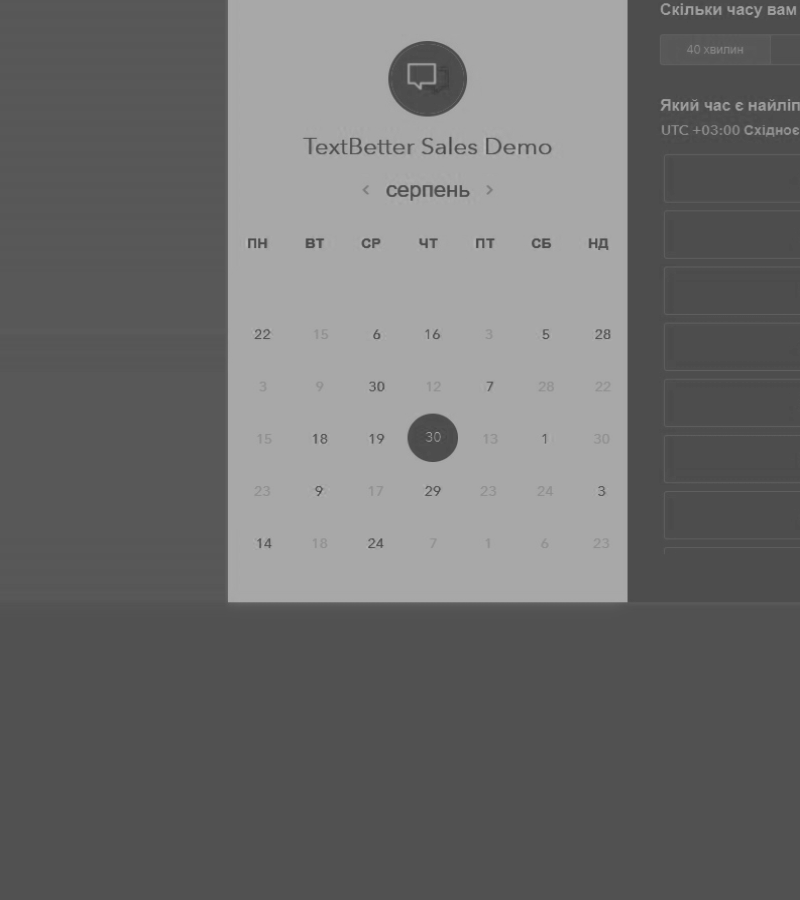 TextBetter Sales Demo
‹ серпень ›
ПН ВТ СР ЧТ ПТ СБ НД
22 15 6 16 3 5 28
3 9 30 12 7 28 22
15 18 19 30 13 1 30
23 9 17 29 23 24 3
14 18 24 7 1 6 23
Скільки часу вам
40 хвилин
Який час є найліп
UTC +03:00 Східноє